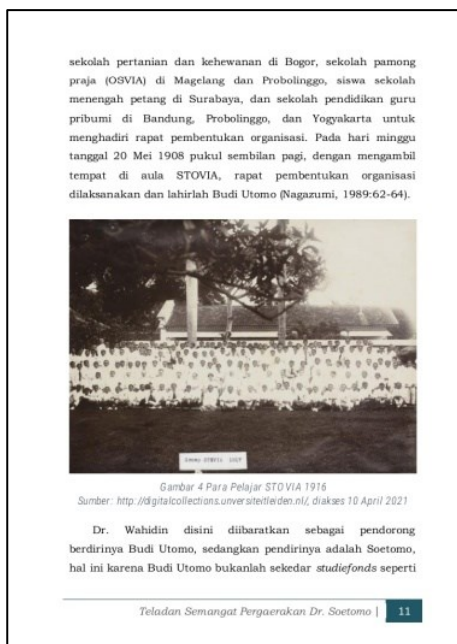 sekolah pertanian dan kehewanan di Bogor, sekolah pamong
praja (OSVIA) di Magelang dan Probolinggo, siswa sekolah
menengah petang di Surabaya, dan sekolah pendidikan guru
pribumi di Bandung, Probolinggo, dan Yogyakarta untuk
menghadiri rapat pembentukan organisasi. Pada hari minggu
tanggal 20 Mei 1908 pukul sembilan pagi, dengan mengambil
tempat di aula STOVIA, rapat pembentukan organisasi
dilaksanakan dan lahirlah Budi Utomo (Nagazumi, 1989:62-64).
STOVIA
Gambar 4 Para Pelajar STOVIA 1916
Sumber: http://digitalcollections.unversiteitleiden.nl/, diakses 10 April 2021
Dr. Wahidin disini diibaratkan sebagai pendorong
berdirinya Budi Utomo, sedangkan pendirinya adalah Soetomo,
hal ini karena Budi Utomo bukanlah sekedar studiefonds seperti
Teladan Semangat Pergaerakan Dr. Soetomo | 11